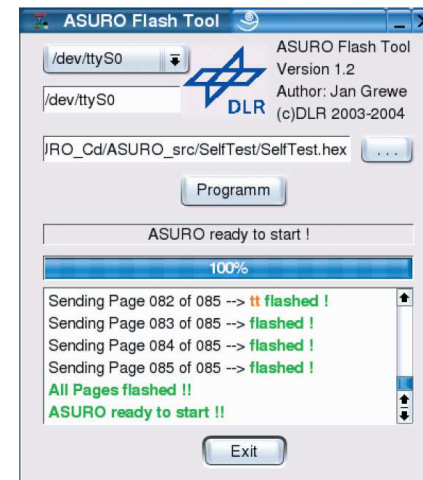 ASURO Flash Tool
/dev/ttyS0
/dev/ttyS0
DLR
ASURO Flash Tool
Version 1.2
Author: Jan Grewe
(c)DLR 2003-2004
JRO_Cd/ASURO_src/SelfTest/SelfTest.hex
...
Programm
ASURO ready to start !
100%
Sending Page 082 of 085 --> tt flashed !
Sending Page 083 of 085 --> flashed !
Sending Page 084 of 085 --> flashed !
Sending Page 085 of 085 --> flashed !
All Pages flashed !!
ASURO ready to start !!
Exit